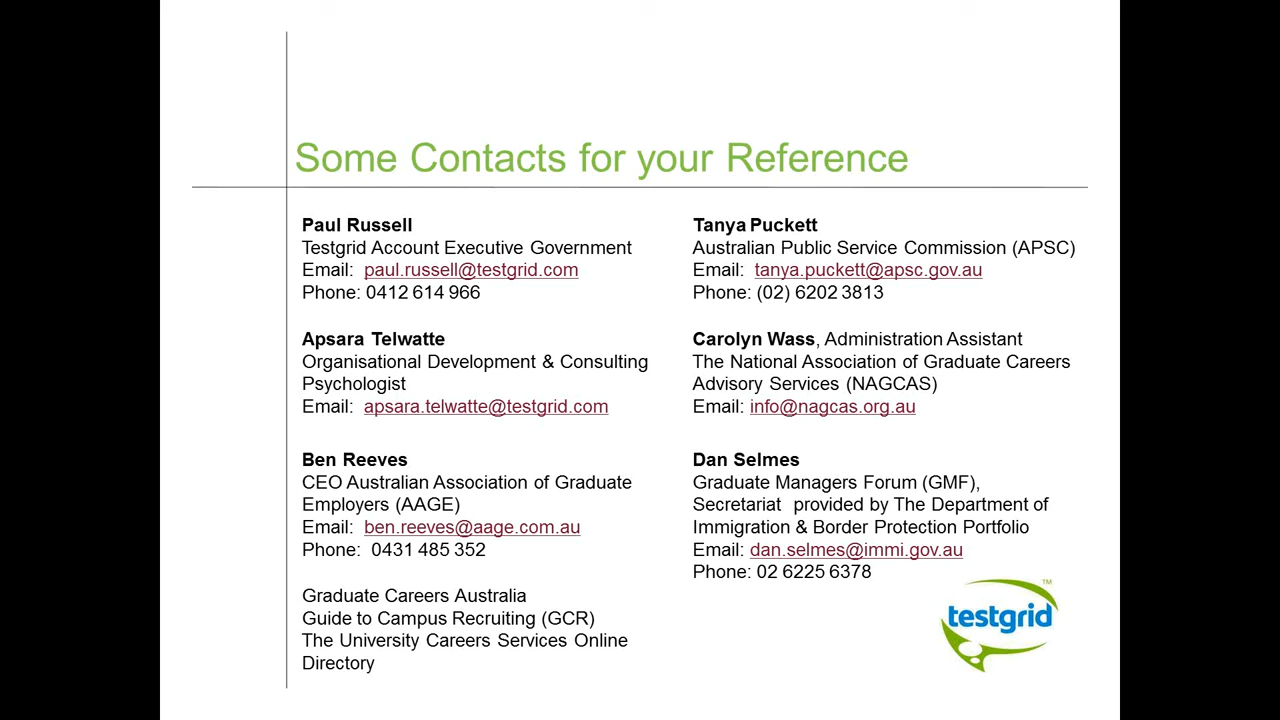 Some Contacts for your Reference
Paul Russell
Testgrid Account Executive Government
Email: paul.russell@testgrid.com
Phone: 0412 614 966
Apsara Telwatte
Organisational Development & Consulting
Psychologist
Email: apsara.telwatte@testgrid.com
Ben Reeves
CEO Australian Association of Graduate
Employers (AAGE)
Email: ben.reeves@aage.com.au
Phone: 0431 485 352
Graduate Careers Australia
Guide to Campus Recruiting (GCR)
The University Careers Services Online
Directory
Tanya Puckett
Australian Public Service Commission (APSC)
Email: tanya.puckett@apsc.gov.au
Phone: (02) 6202 3813
Carolyn Wass, Administration Assistant
The National Association of Graduate Careers
Advisory Services (NAGCAS)
Email: info@nagcas.org.au
Dan Selmes
Graduate Managers Forum (GMF),
Secretariat provided by The Department of
Immigration & Border Protection Portfolio
Email: dan.selmes@immi.gov.au
Phone: 02 6225 6378
testgrid™